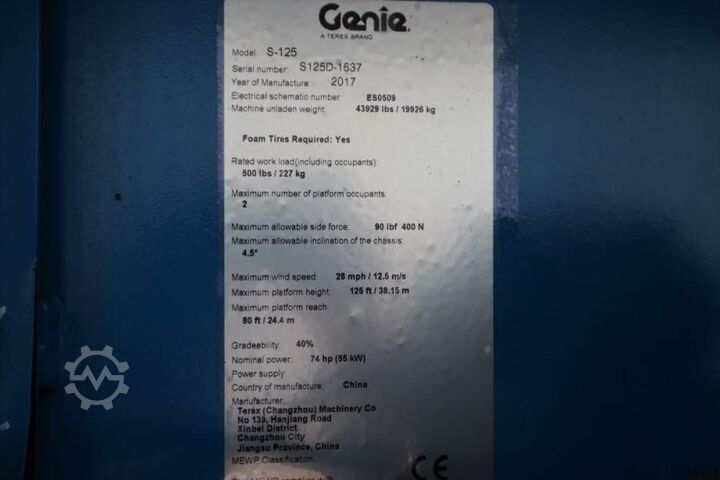 Genie
A TEREX BRAND
Model: S-125
Serial number: S125D-1637
Year of Manufacture: 2017
Electrical schematic number: ES0509
Machine unladen weight: 43929 lbs / 19926 kg
Foam Tires Required: Yes
Rated work load(including occupants):
500 lbs / 227 kg
Maximum number of platform occupants:
2
Maximum allowable side force: 90 lbf 400 N
Maximum allowable inclination of the chassis:
4.5°
Maximum wind speed: 28 mph / 12.5 m/s
Maximum platform height: 125 ft / 38.15 m
Maximum platform reach:
80 ft / 24.4 m
Gradeability: 40%
Nominal power: 74 hp (55 kW)
Power supply:
Country of manufacture: China
Manufacturer:
Terex (Changzhou) Machinery Co
No 139, Hanjiang Road
Xinbei District
Changzhou City
Jiangsu Province, China
MEWP Classification
CE